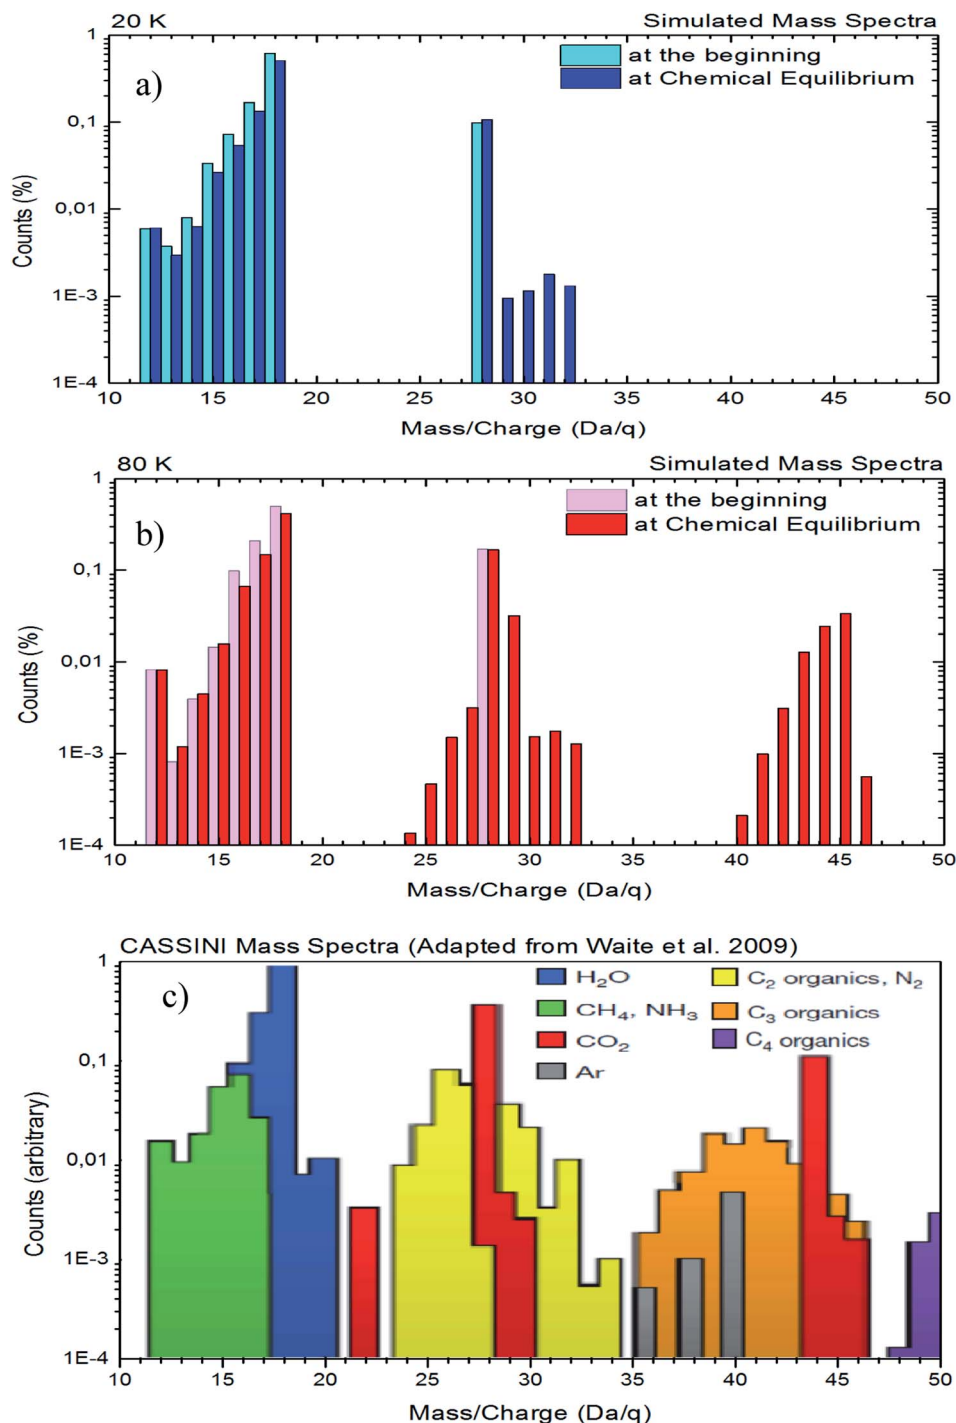 20 K Simulated Mass Spectra
1
at the beginning
at Chemical Equilibrium
a)
0,1
0,01
1E-3
1E-4
Counts (%)
10 15 20 25 30 35 40 45 50
Mass/Charge (Da/q)
80 K Simulated Mass Spectra
1
at the beginning
at Chemical Equilibrium
b)
0,1
0,01
1E-3
1E-4
Counts (%)
10 15 20 25 30 35 40 45 50
Mass/Charge (Da/q)
CASSINI Mass Spectra (Adapted from Waite et al. 2009)
1
c)
H₂O C₂ organics, N₂
CH₄, NH₃ C₃ organics
CO₂ C₄ organics
Ar
0,1
0,01
1E-3
1E-4
Counts (arbitrary)
10 15 20 25 30 35 40 45 50
Mass/Charge (Da/q)